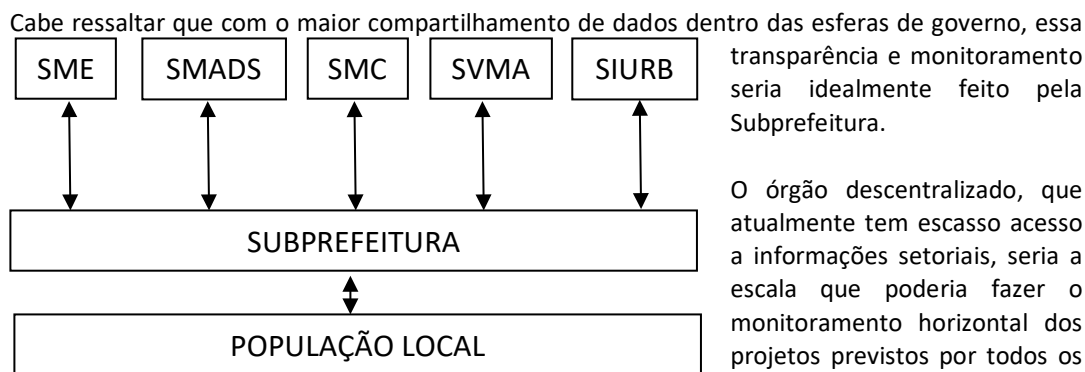 Cabe ressaltar que com o maior compartilhamento de dados dentro das esferas de governo, essa
SME SMADS SMC SVMA SIURB
SUBPREFEITURA
POPULAÇÃO LOCAL
transparência e monitoramento
seria idealmente feito pela
Subprefeitura.
O órgão descentralizado, que
atualmente tem escasso acesso
a informações setoriais, seria a
escala que poderia fazer o
monitoramento horizontal dos
projetos previstos por todos os